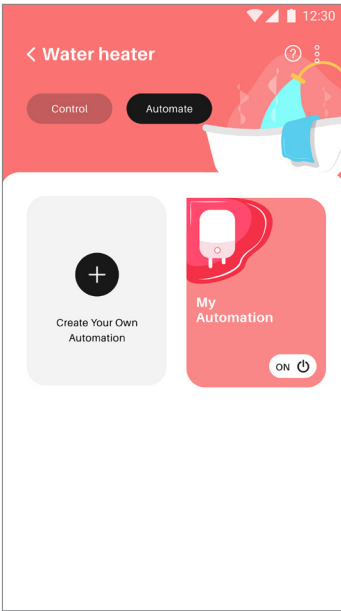 12:30
Water heater
Control
Automate
Create Your Own
Automation
My
Automation
ON